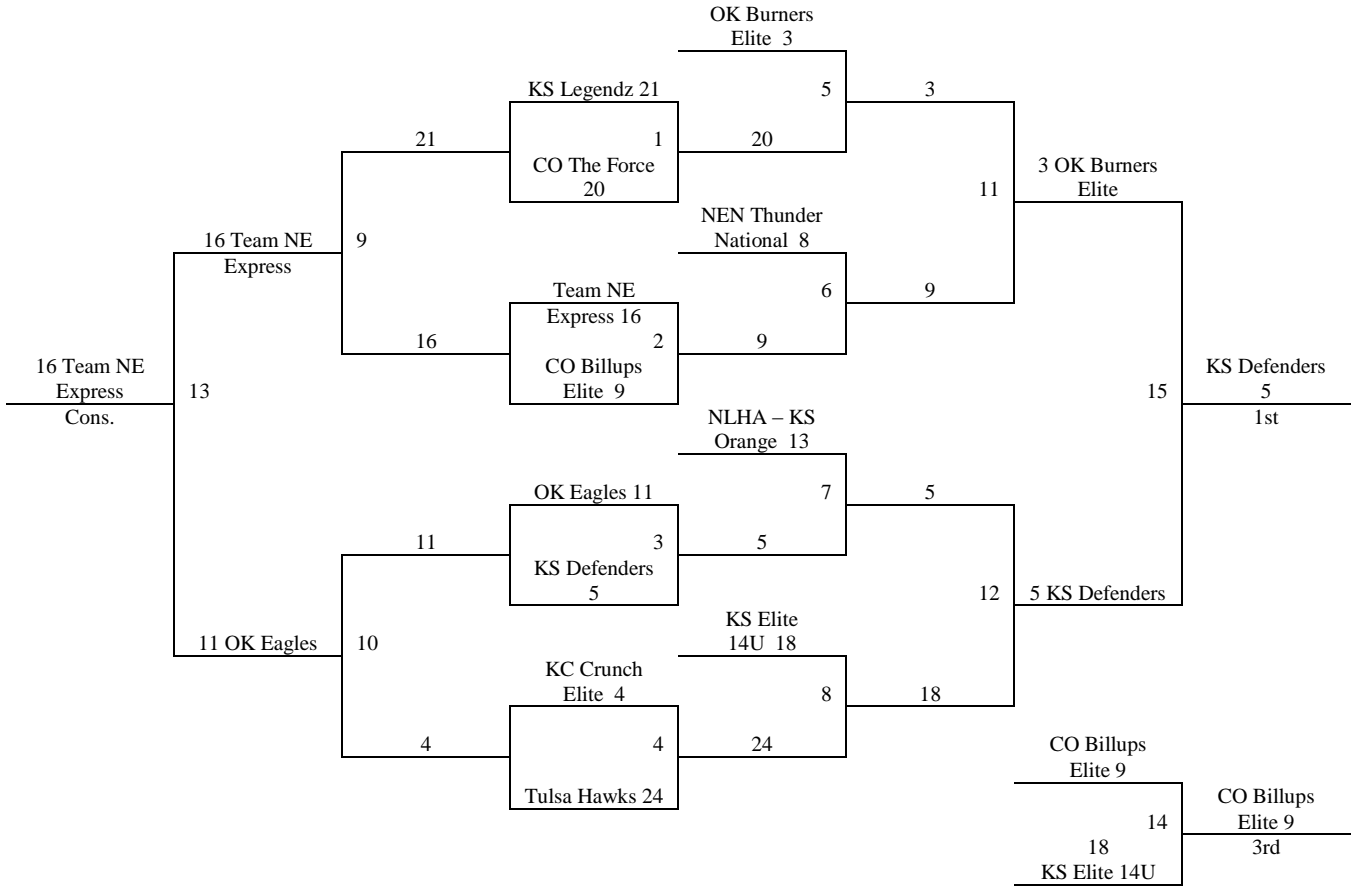 OK Burners
Elite 3
KS Legendz 21
5
3
21
1
20
CO The Force
20
3 OK Burners
Elite
11
NEN Thunder
National 8
16 Team NE
Express
9
Team NE
Express 16
6
9
16
2
9
CO Billups
Elite 9
16 Team NE
Express
Cons.
13
15
KS Defenders
5
1st
NLHA – KS
Orange 13
OK Eagles 11
7
5
11
3
5
KS Defenders
5
12
5 KS Defenders
KS Elite
14U 18
11 OK Eagles
10
KC Crunch
Elite 4
8
18
4
4
24
Tulsa Hawks 24
CO Billups
Elite 9
14
CO Billups
Elite 9
3rd
18
KS Elite 14U